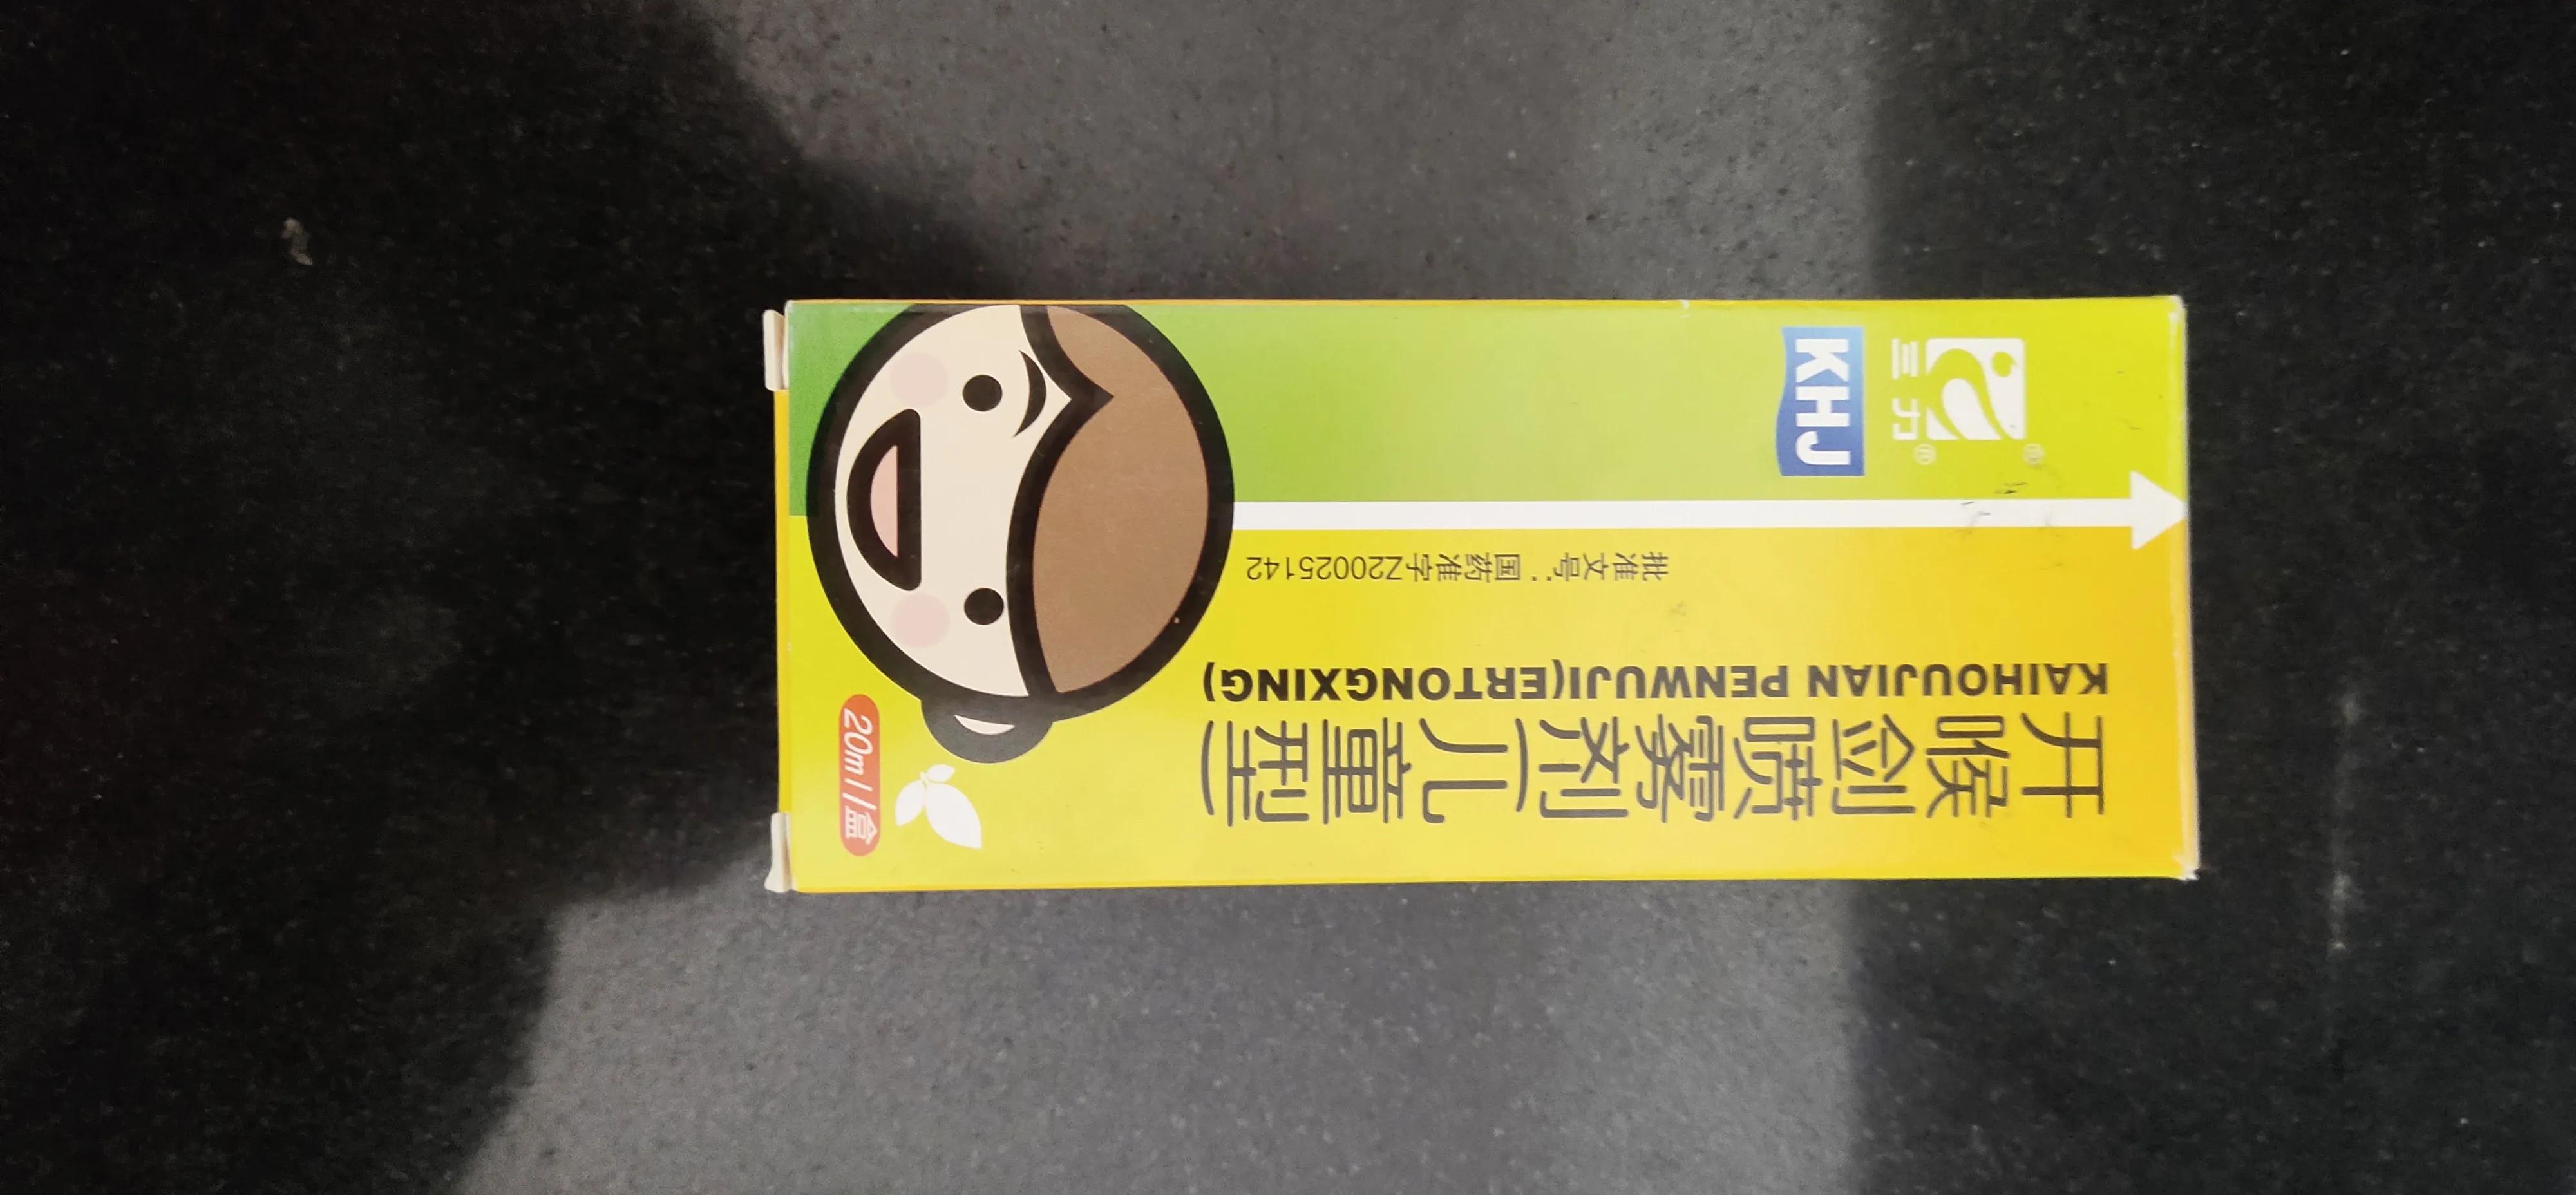 三力®
®
KHJ
开喉剑喷雾剂(儿童型)
KAIHOUJIAN PENWUJI(ERTONGXING)
批准文号：国药准字Z20025142
20ml/盒